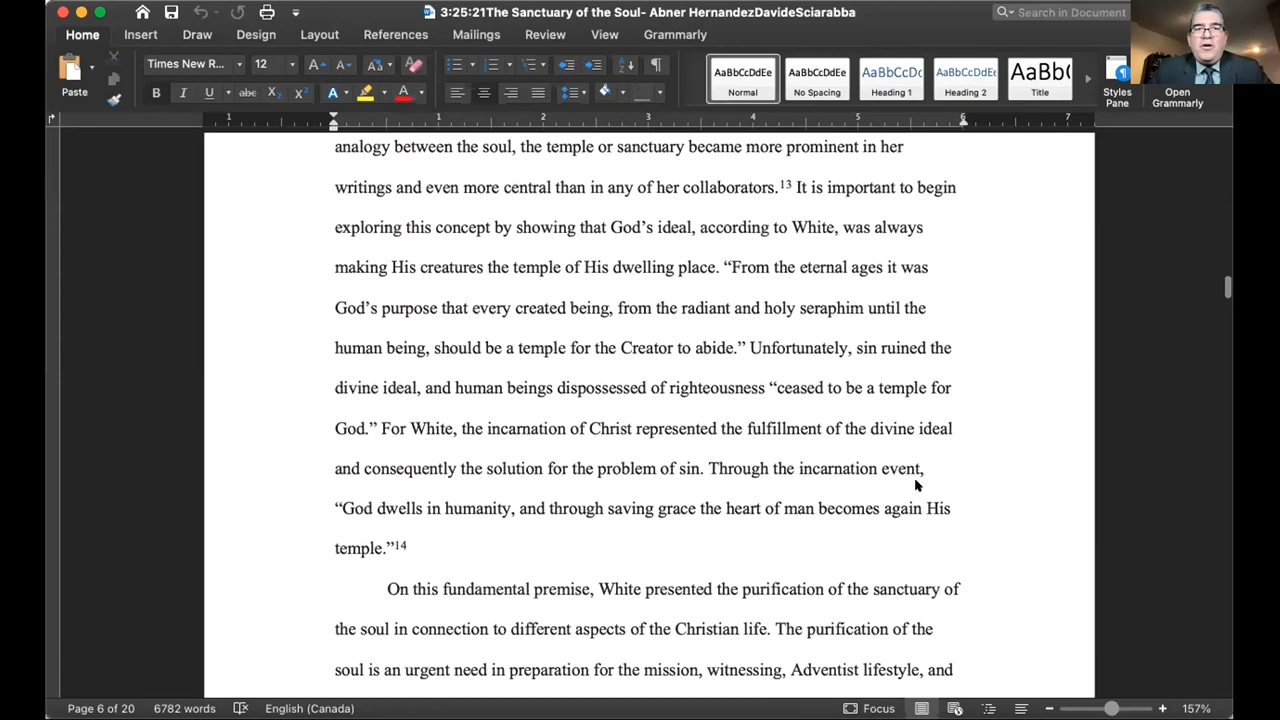 3:25:21The Sanctuary of the Soul- Abner HernandezDavideSciarabba
Search in Document
Home Insert Draw Design Layout References Mailings Review View Grammarly
Paste
Times New R... 12
AaBbCcDdEe AaBbCcDdEe AaBbCcDc AaBbCcDdEe AaBbC
Normal No Spacing Heading 1 Heading 2 Title
Styles Pane
Open Grammarly
1 1 2 3 4 5 6 7
analogy between the soul, the temple or sanctuary became more prominent in her
writings and even more central than in any of her collaborators.13 It is important to begin
exploring this concept by showing that God’s ideal, according to White, was always
making His creatures the temple of His dwelling place. “From the eternal ages it was
God’s purpose that every created being, from the radiant and holy seraphim until the
human being, should be a temple for the Creator to abide.” Unfortunately, sin ruined the
divine ideal, and human beings dispossessed of righteousness “ceased to be a temple for
God.” For White, the incarnation of Christ represented the fulfillment of the divine ideal
and consequently the solution for the problem of sin. Through the incarnation event,
“God dwells in humanity, and through saving grace the heart of man becomes again His
temple.”14
On this fundamental premise, White presented the purification of the sanctuary of
the soul in connection to different aspects of the Christian life. The purification of the
soul is an urgent need in preparation for the mission, witnessing, Adventist lifestyle, and
Page 6 of 20 6782 words English (Canada) Focus 157%